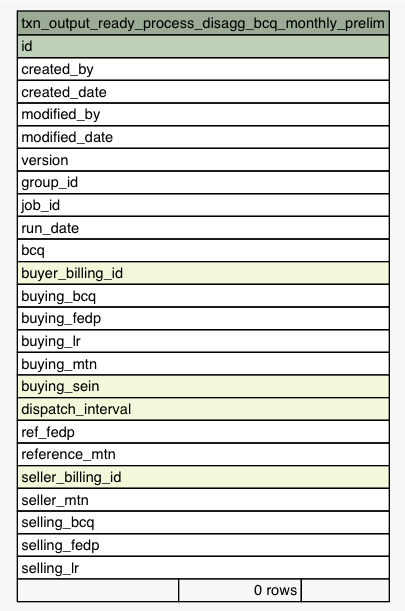 txn_output_ready_process_disagg_bcq_monthly_prelim
id
created_by
created_date
modified_by
modified_date
version
group_id
job_id
run_date
bcq
buyer_billing_id
buying_bcq
buying_fedp
buying_lr
buying_mtn
buying_sein
dispatch_interval
ref_fedp
reference_mtn
seller_billing_id
seller_mtn
selling_bcq
selling_fedp
selling_lr
0 rows